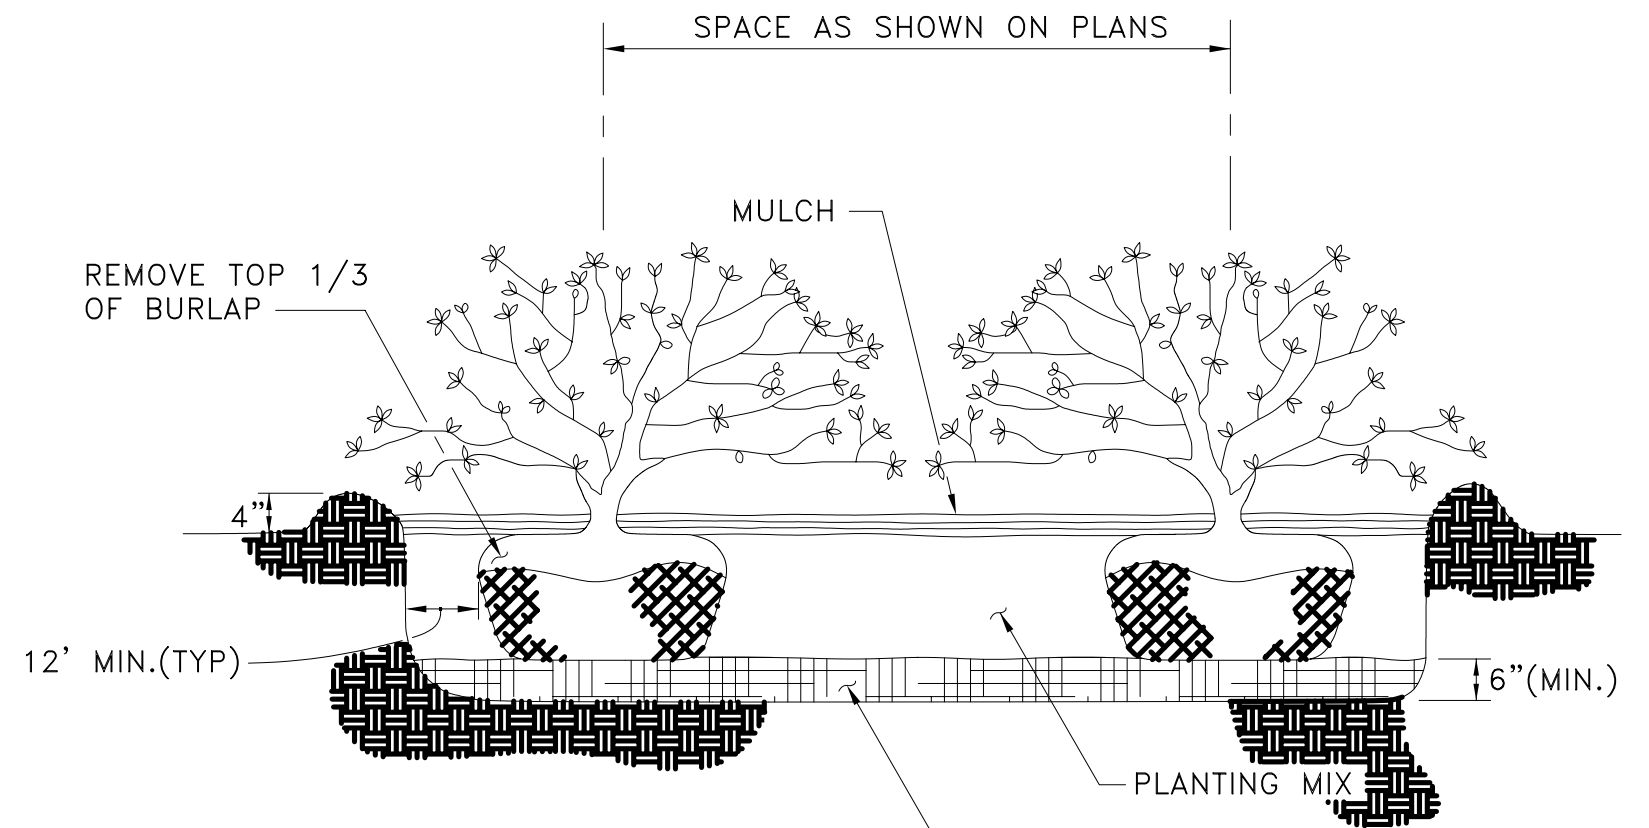 SPACE AS SHOWN ON PLANS
MULCH
REMOVE TOP 1/3
OF BURLAP
4"
12' MIN.(TYP)
6"(MIN.)
PLANTING MIX